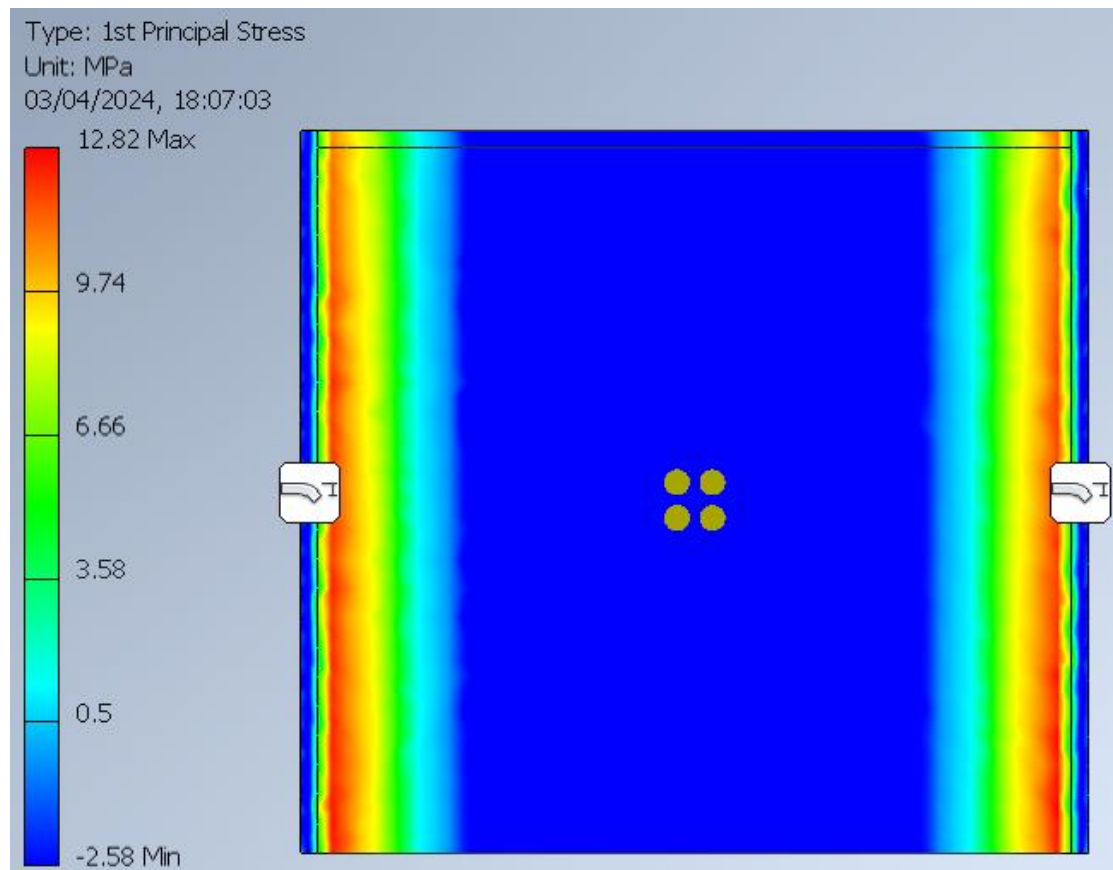 Type: 1st Principal Stress
Unit: MPa
03/04/2024, 18:07:03
12.82 Max
9.74
6.66
3.58
0.5
-2.58 Min